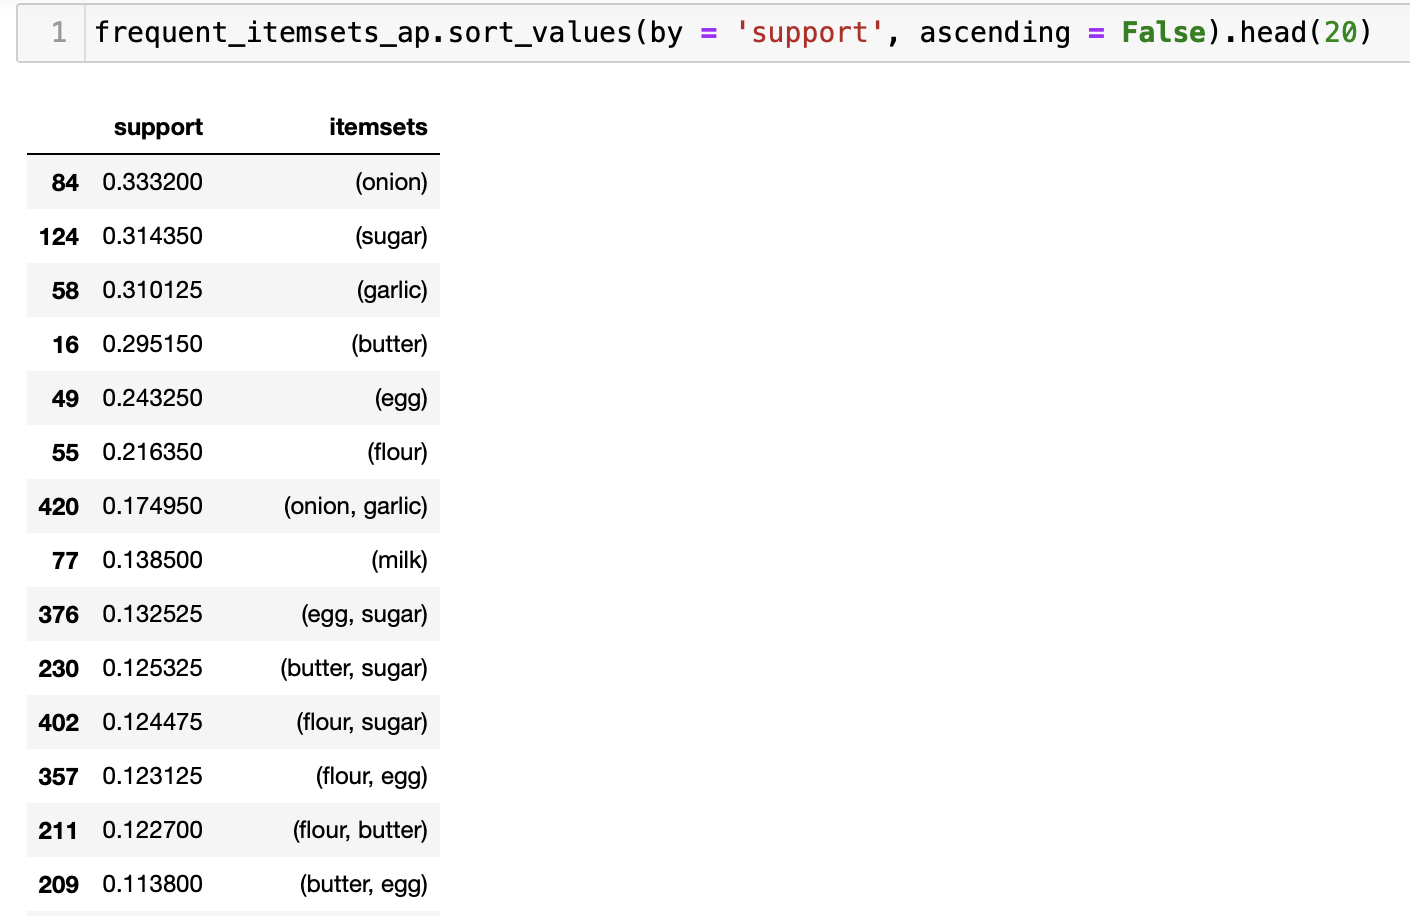 1 frequent_itemsets_ap.sort_values(by = 'support', ascending = False).head(20)
support itemsets
84 0.333200 (onion)
124 0.314350 (sugar)
58 0.310125 (garlic)
16 0.295150 (butter)
49 0.243250 (egg)
55 0.216350 (flour)
420 0.174950 (onion, garlic)
77 0.138500 (milk)
376 0.132525 (egg, sugar)
230 0.125325 (butter, sugar)
402 0.124475 (flour, sugar)
357 0.123125 (flour, egg)
211 0.122700 (flour, butter)
209 0.113800 (butter, egg)